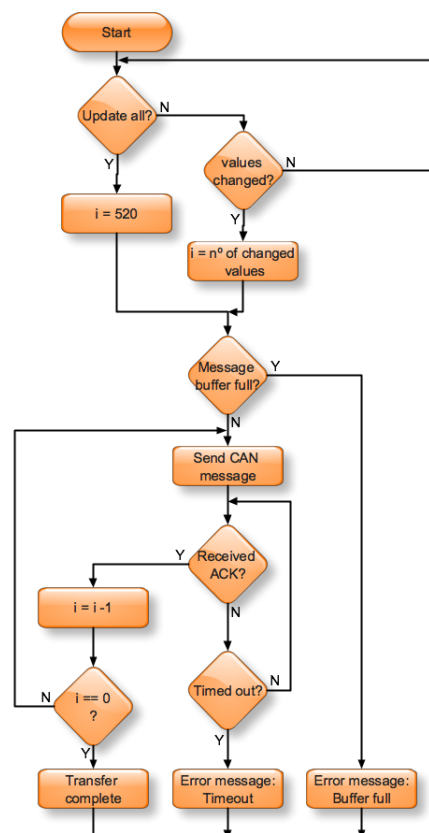 Start
Update all?
N
Y
values
changed?
N
Y
i = 520
i = nº of changed
values
Message
buffer full?
Y
N
Send CAN
message
Received
ACK?
Y
N
i = i -1
Timed out?
N
Y
i == 0
?
N
Y
Transfer
complete
Error message:
Timeout
Error message:
Buffer full